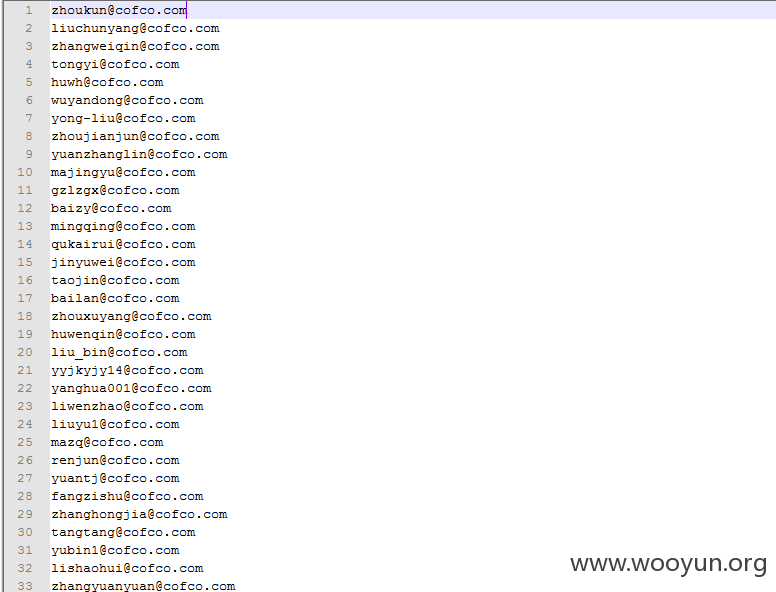 1 zhoukun@cofco.com
2 liuchunyang@cofco.com
3 zhangweiqin@cofco.com
4 tongyi@cofco.com
5 huwh@cofco.com
6 wuyandong@cofco.com
7 yong-liu@cofco.com
8 zhoujianjun@cofco.com
9 yuanzhanglin@cofco.com
10 majingyu@cofco.com
11 gzlzgx@cofco.com
12 baizy@cofco.com
13 mingqing@cofco.com
14 qukairui@cofco.com
15 jinyuwei@cofco.com
16 taojin@cofco.com
17 bailan@cofco.com
18 zhouxuyang@cofco.com
19 huwenqin@cofco.com
20 liu_bin@cofco.com
21 yyjkyjy14@cofco.com
22 yanghua001@cofco.com
23 liwenzhao@cofco.com
24 liuyu1@cofco.com
25 mazq@cofco.com
26 renjun@cofco.com
27 yuantj@cofco.com
28 fangzishu@cofco.com
29 zhanghongjia@cofco.com
30 tangtang@cofco.com
31 yubin1@cofco.com
32 lishaohui@cofco.com
33 zhangyuanyuan@cofco.com
www.wooyun.org